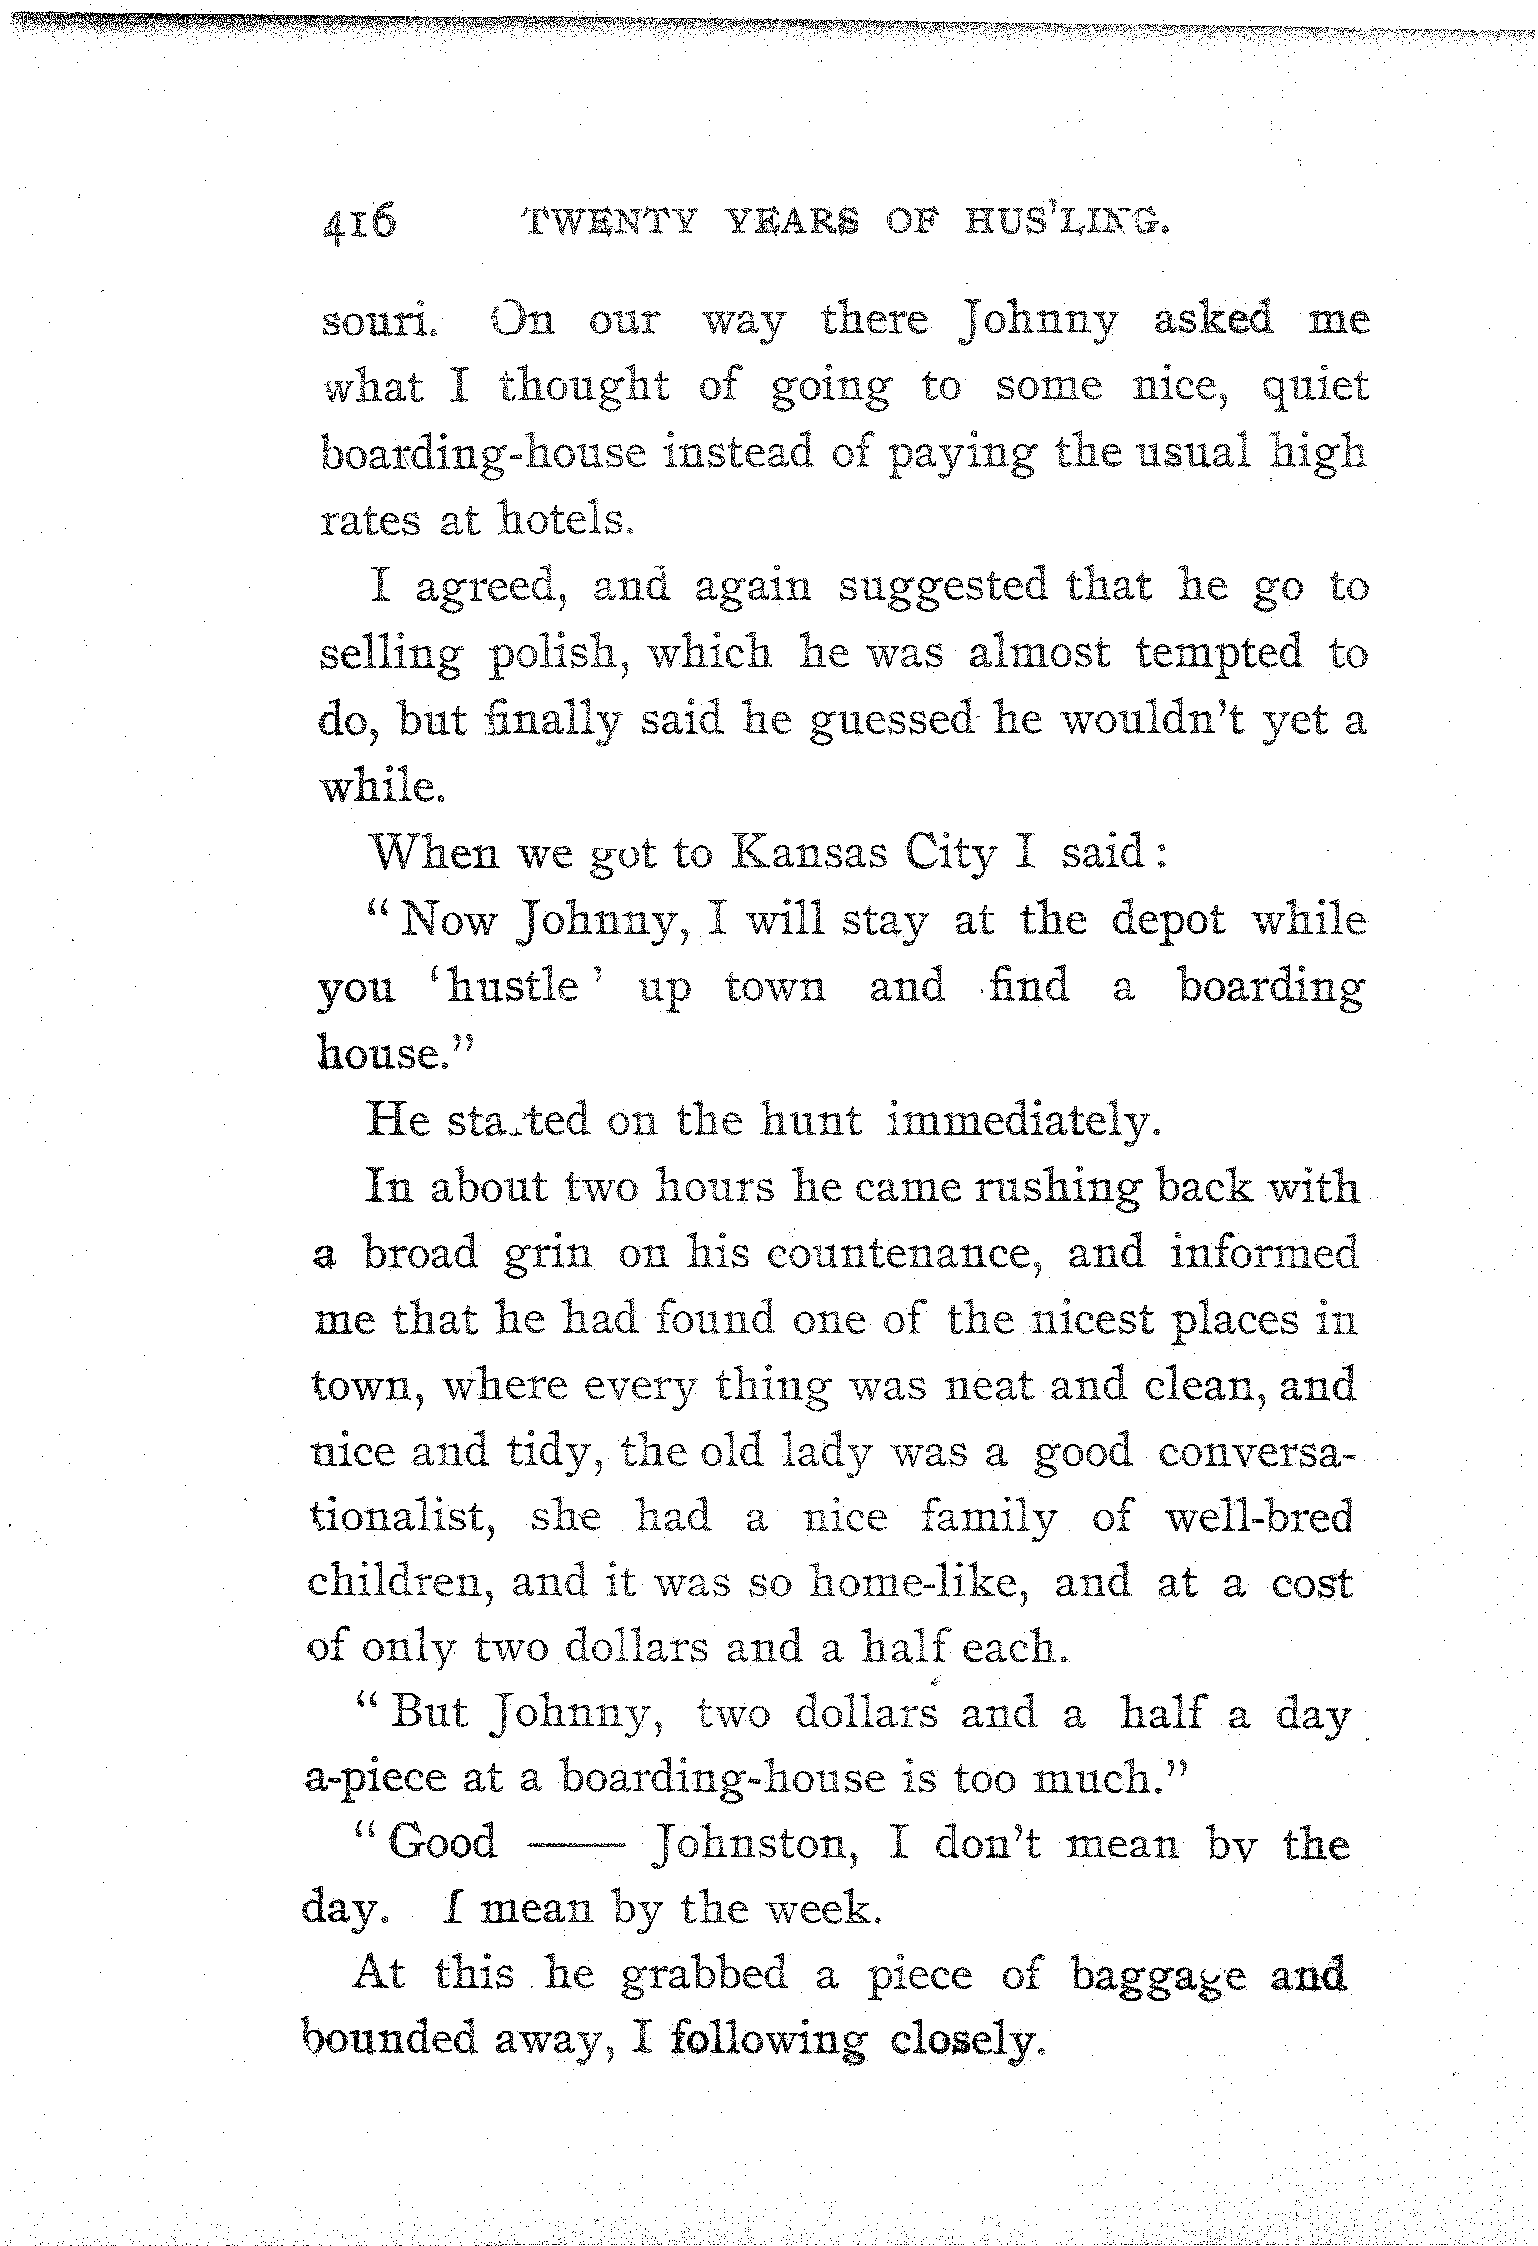 416 TWENTY YEARS OF HUS'LING.
souri. On our way there Johnny asked me
what I thought of going to some nice, quiet
boarding-house instead of paying the usual high
rates at hotels.
I agreed, and again suggested that he go to
selling polish, which he was almost tempted to
do, but finally said he guessed he wouldn't yet a
while.
When we got to Kansas City I said:
"Now Johnny, I will stay at the depot while
you 'hustle' up town and find a boarding
house."
He started on the hunt immediately.
In about two hours he came rushing back with
a broad grin on his countenance, and informed
me that he had found one of the nicest places in
town, where every thing was neat and clean, and
nice and tidy, the old lady was a good conversa-
tionalist, she had a nice family of well-bred
children, and it was so home-like, and at a cost
of only two dollars and a half each.
"But Johnny, two dollars and a half a day
a-piece at a boarding-house is too much."
"Good —— Johnston, I don't mean by the
day. I mean by the week.
At this he grabbed a piece of baggage and
bounded away, I following closely.